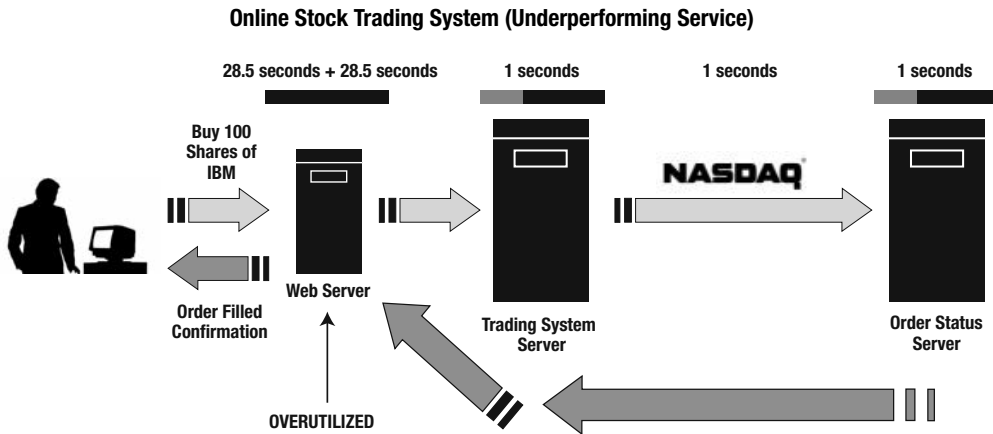 Online Stock Trading System (Underperforming Service)
28.5 seconds + 28.5 seconds
1 seconds
1 seconds
1 seconds
Buy 100
Shares of
IBM
NASDAQ
Web Server
Order Filled
Confirmation
Trading System
Server
Order Status
Server
OVERUTILIZED